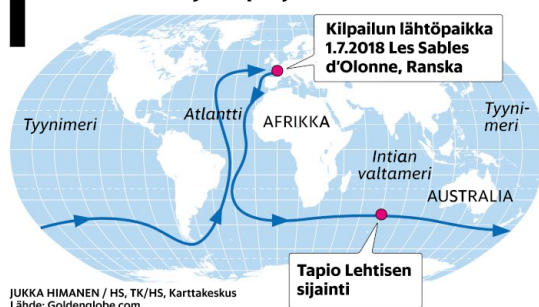 Kilpailun lähtöpaikka
1.7.2018 Les Sables
d'Olonne, Ranska
Tyynimeri
Atlantti
AFRIKKA
Tyyni-
meri
Intian
valtameri
AUSTRALIA
Tapio Lehtisen
sijainti
JUKKA HIMANEN / HS, TK/HS, Karttakeskus
Lähde: Goldenglobe.com